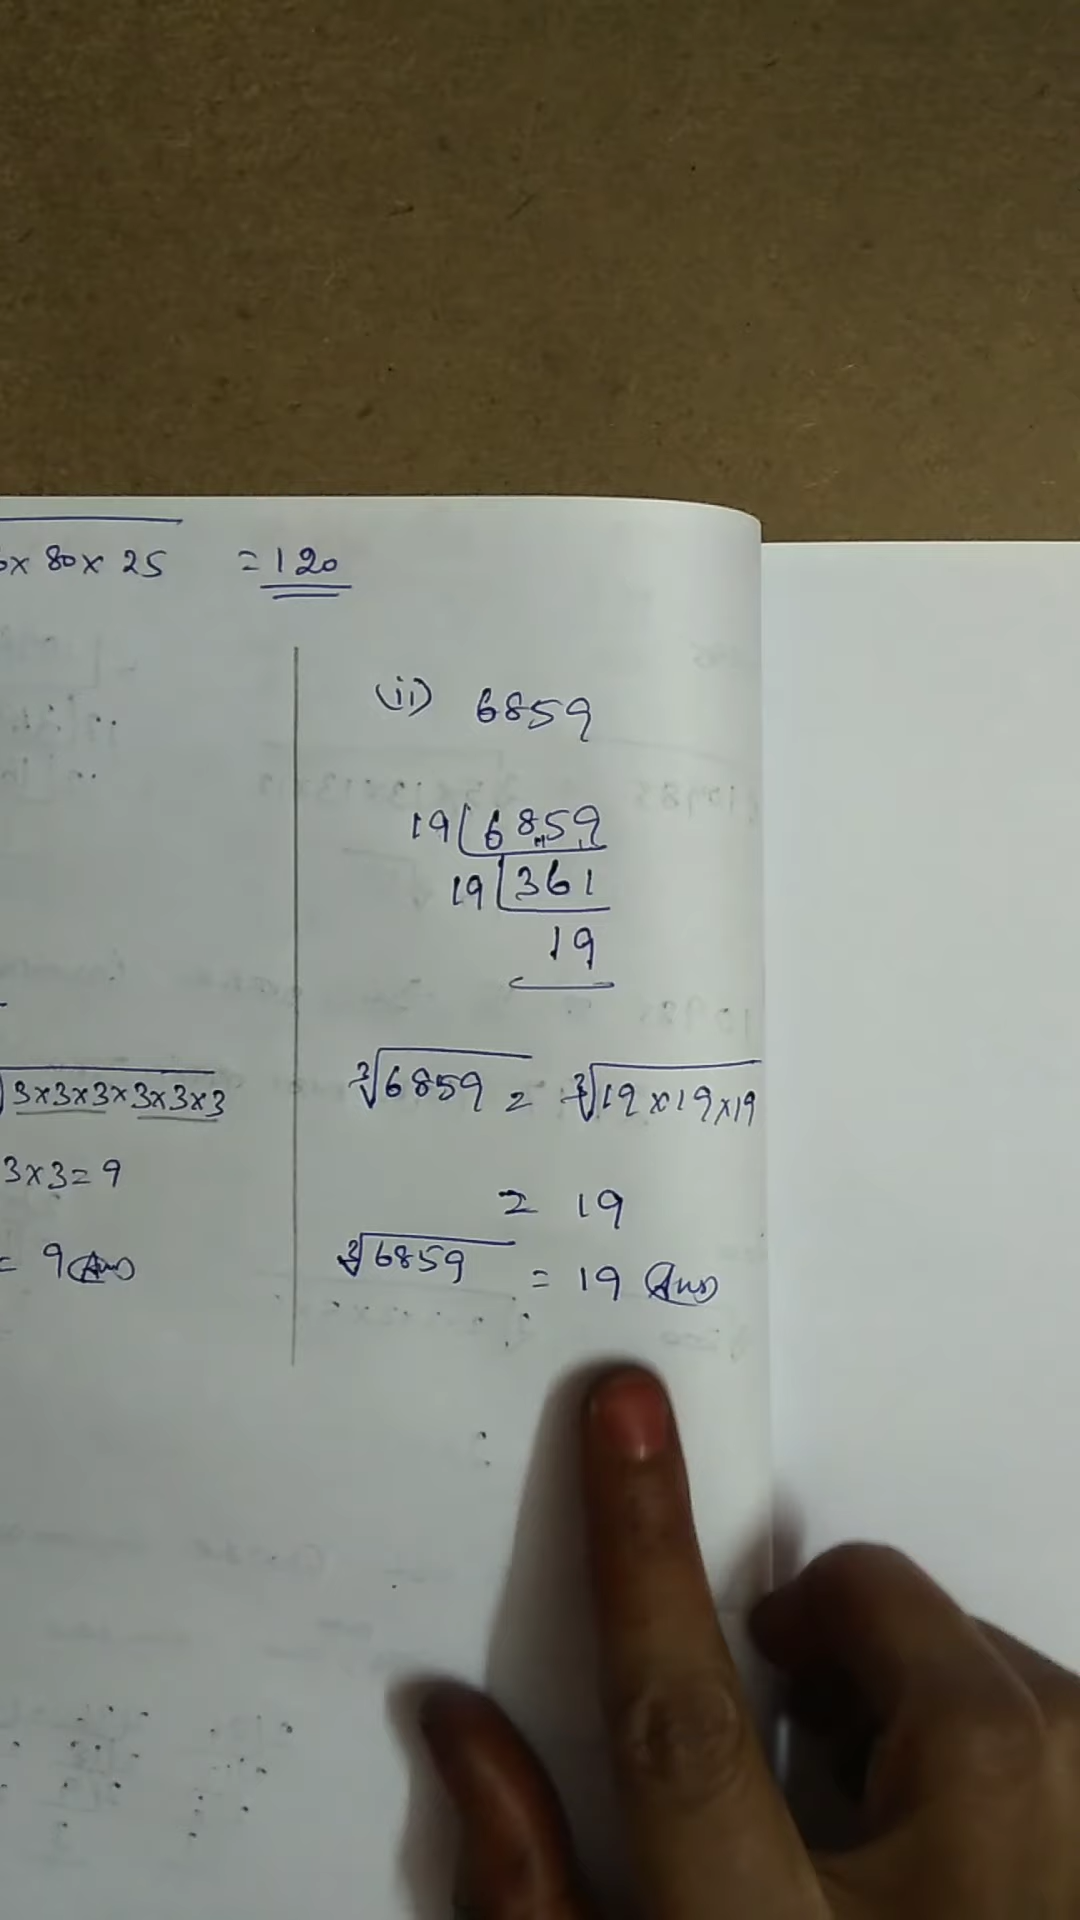 x 80 x 25 = 120
(ii) 6859
19 6859
19 361
19
3x3x3x3x3x3
∛6859 = ∛19x19x19
3x3=9
= 19
= 9 Ans
∛6859 = 19 Ans